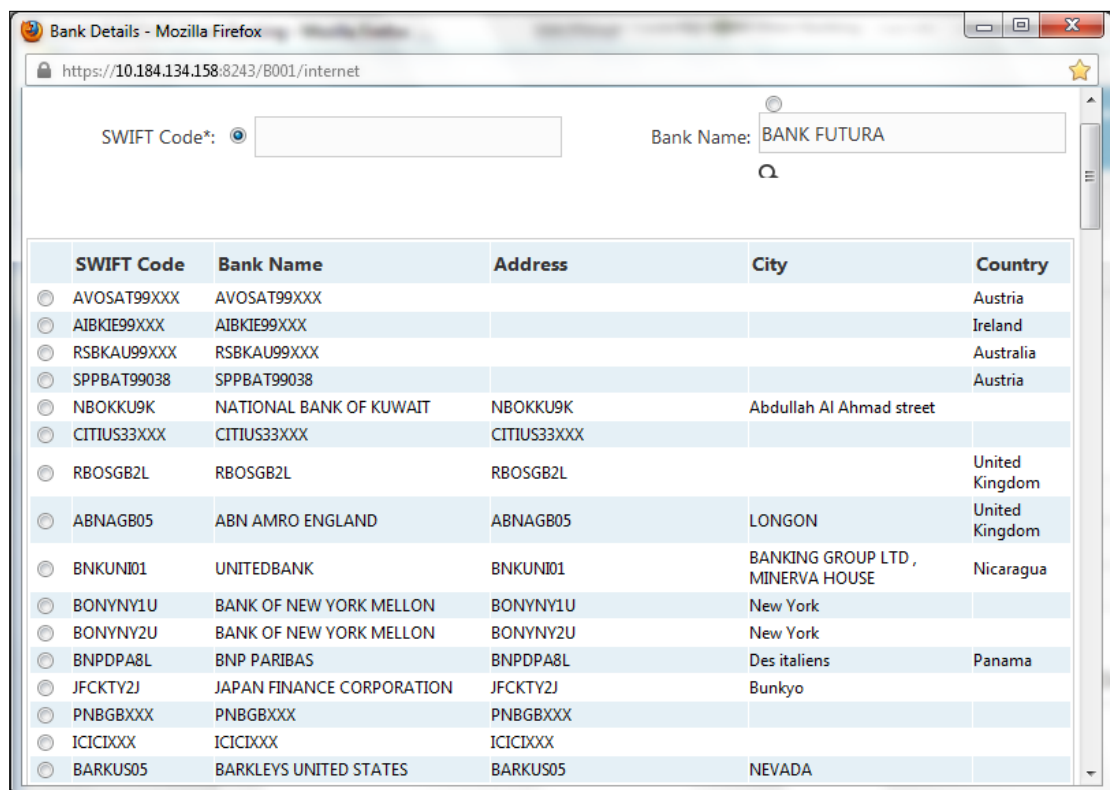 Bank Details - Mozilla Firefox
https://10.184.134.158:8243/B001/internet
SWIFT Code*: Bank Name: BANK FUTURA
SWIFT Code Bank Name Address City Country
AVOSAT99XXX AVOSAT99XXX Austria
AIBKIE99XXX AIBKIE99XXX Ireland
RSBKAU99XXX RSBKAU99XXX Australia
SPPBAT99038 SPPBAT99038 Austria
NBOKKU9K NATIONAL BANK OF KUWAIT NBOKKU9K Abdullah Al Ahmad street
CITIUS33XXX CITIUS33XXX CITIUS33XXX
RBOSGB2L RBOSGB2L RBOSGB2L United
Kingdom
ABNAGB05 ABN AMRO ENGLAND ABNAGB05 LONGON United
Kingdom
BNKUNI01 UNITEDBANK BNKUNI01 BANKING GROUP LTD ,
MINERVA HOUSE Nicaragua
BONYNY1U BANK OF NEW YORK MELLON BONYNY1U New York
BONYNY2U BANK OF NEW YORK MELLON BONYNY2U New York
BNPDPA8L BNP PARIBAS BNPDPA8L Des italiens Panama
JFCKTY2J JAPAN FINANCE CORPORATION JFCKTY2J Bunkyo
PNBGBXXX PNBGBXXX PNBGBXXX
ICICIXXX ICICIXXX ICICIXXX
BARKUS05 BARKLEYS UNITED STATES BARKUS05 NEVADA